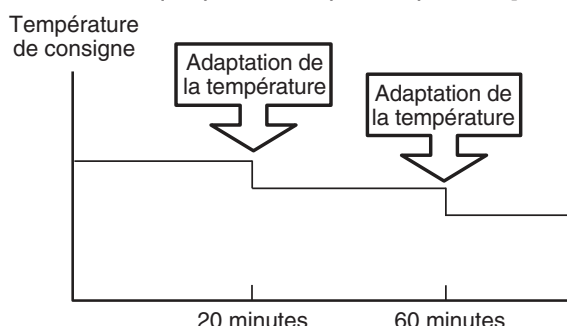 Température
de consigne
Adaptation de
la température
Adaptation de
la température
20 minutes
60 minutes